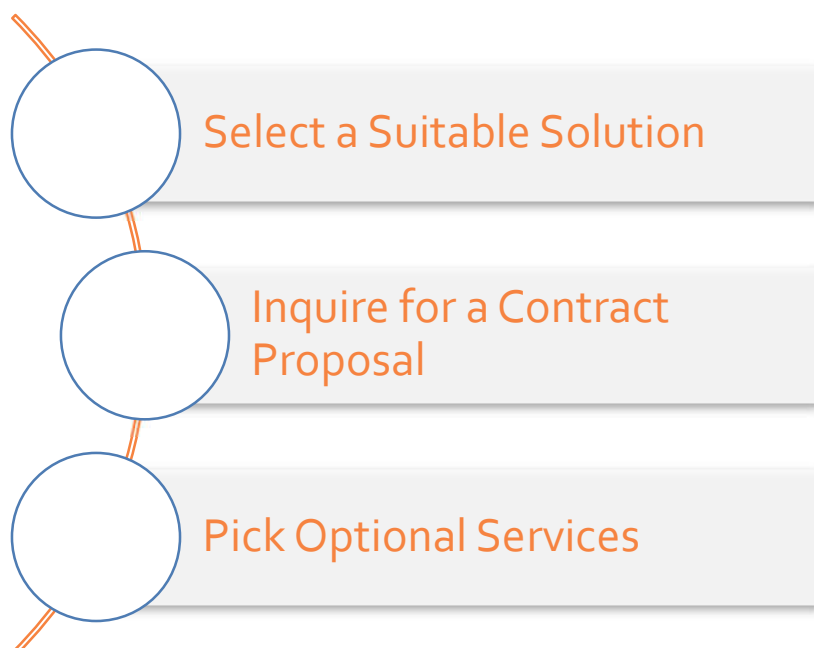 Select a Suitable Solution
Inquire for a Contract
Proposal
Pick Optional Services